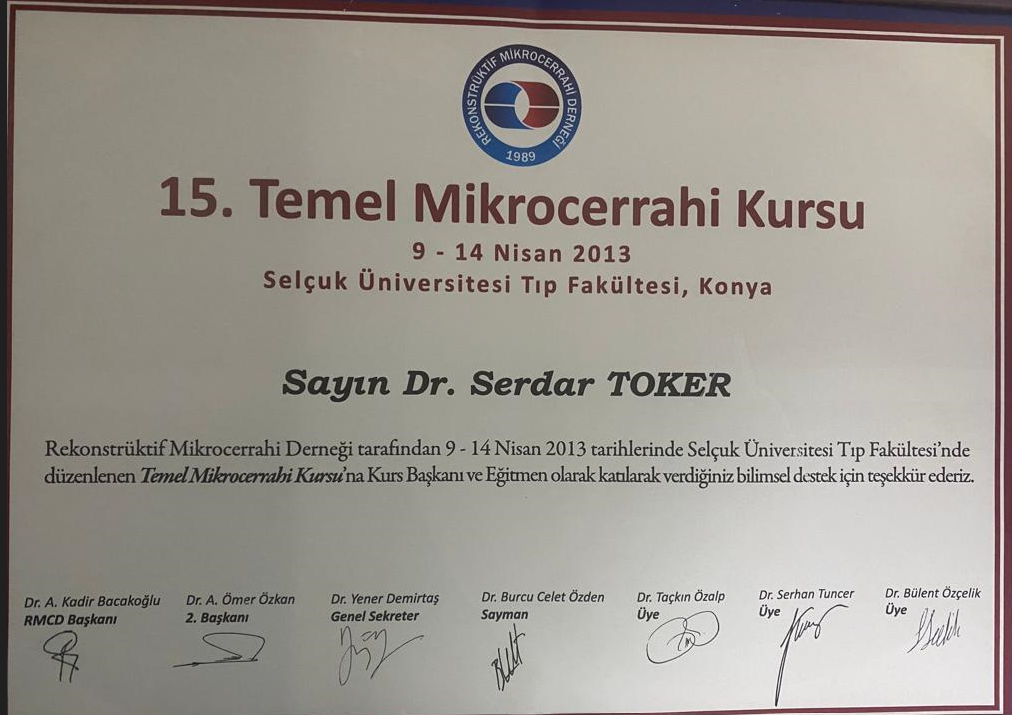 REKONSTRÜKTİF MİKROCERRAHİ DERNEĞİ
1989
15. Temel Mikrocerrahi Kursu
9 - 14 Nisan 2013
Selçuk Üniversitesi Tıp Fakültesi, Konya
Sayın Dr. Serdar TOKER
Rekonstrüktif Mikrocerrahi Derneği tarafından 9 - 14 Nisan 2013 tarihlerinde Selçuk Üniversitesi Tıp Fakültesi’nde
düzenlenen Temel Mikrocerrahi Kursu’na Kurs Başkanı ve Eğitmen olarak katılarak verdiğiniz bilimsel destek için teşekkür ederiz.
Dr. A. Kadir Bacakoğlu
RMCD Başkanı
Dr. A. Ömer Özkan
2. Başkanı
Dr. Yener Demirtaş
Genel Sekreter
Dr. Burcu Celet Özden
Sayman
Dr. Taçkın Özalp
Üye
Dr. Serhan Tuncer
Üye
Dr. Bülent Özçelik
Üye